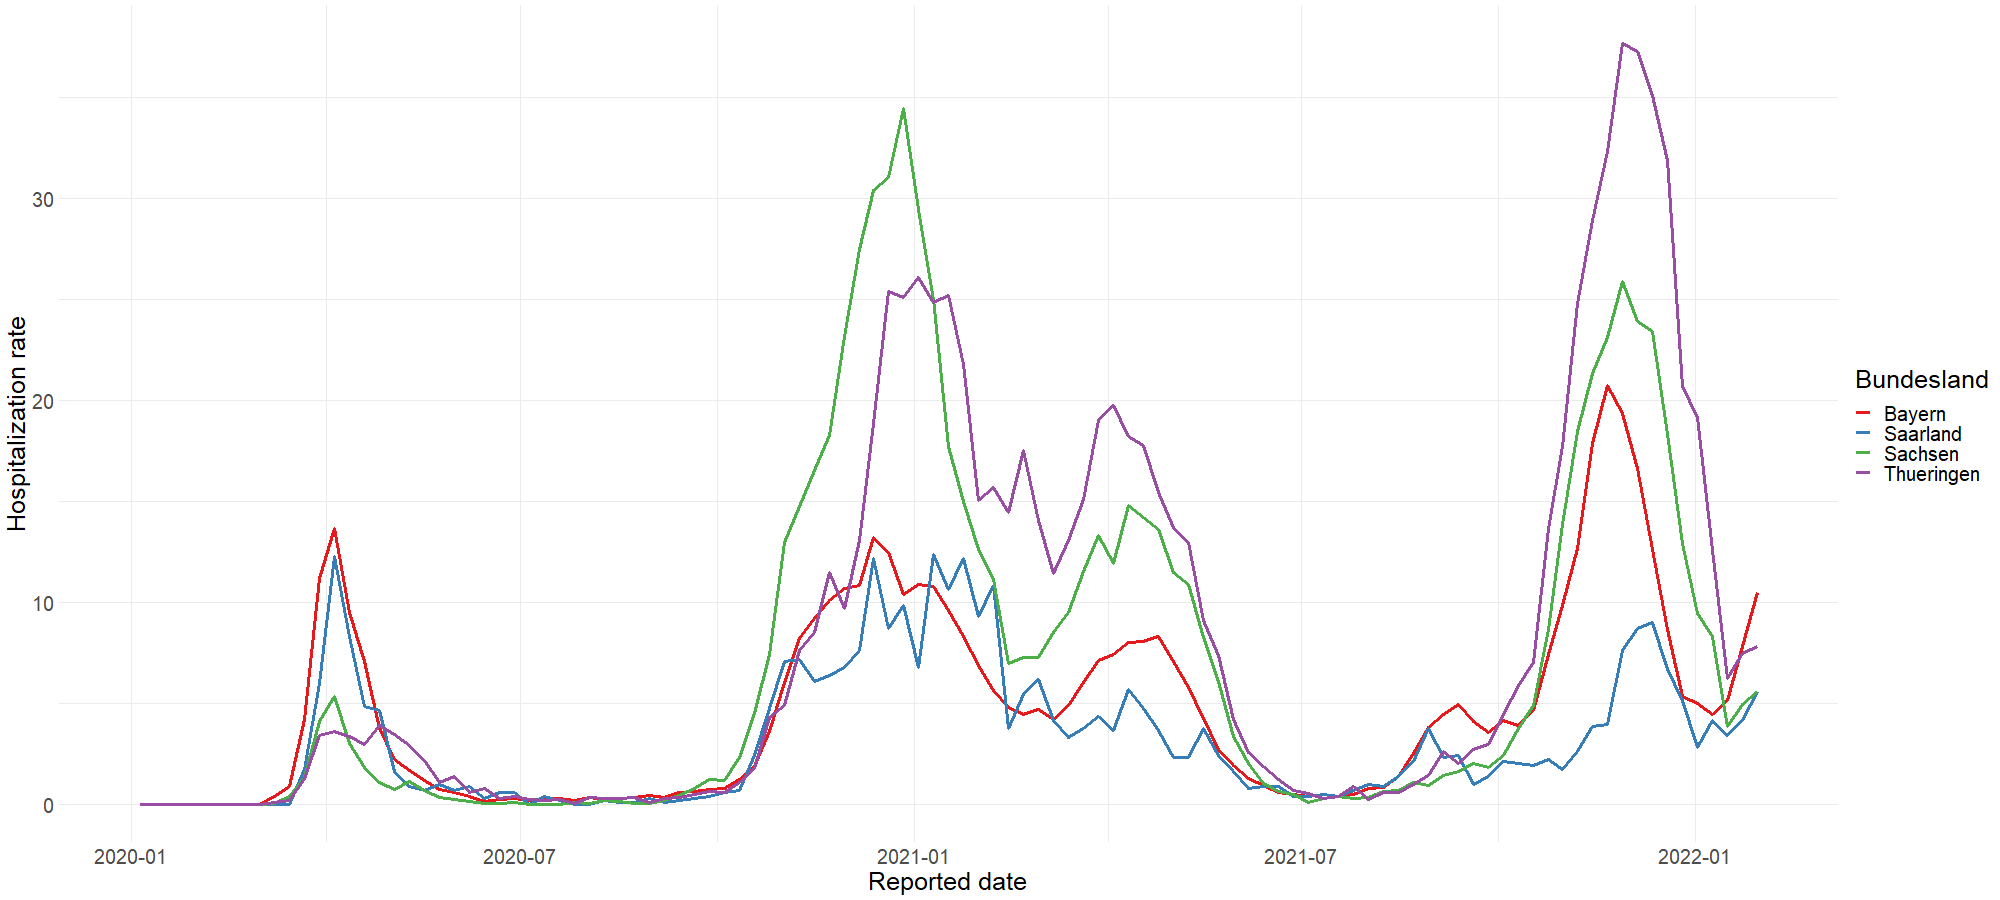 Hospitalization rate
30
20
10
0
2020-01
2020-07
2021-01
2021-07
2022-01
Reported date
Bundesland
Bayern
Saarland
Sachsen
Thueringen